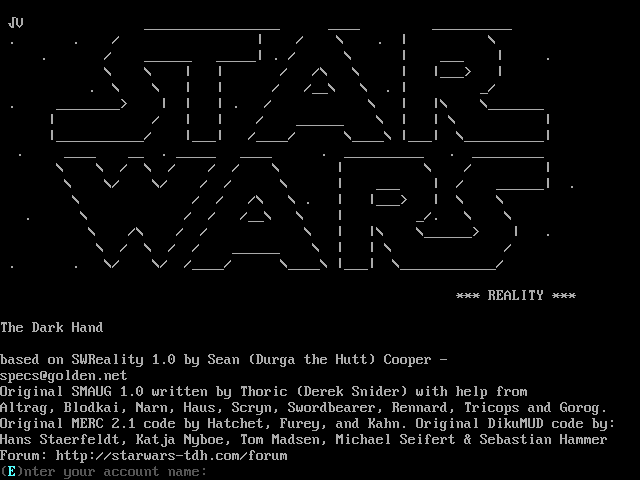 JV
STAR
WARS
*** REALITY ***
The Dark Hand
based on SWReality 1.0 by Sean (Durga the Hutt) Cooper -
specs@golden.net
Original SMAUG 1.0 written by Thoric (Derek Snider) with help from
Altrag, Blodkai, Narn, Haus, Scryn, Swordbearer, Rennard, Tricops and Gorog.
Original MERC 2.1 code by Hatchet, Furey, and Kahn. Original DikuMUD code by:
Hans Staerfeldt, Katja Nyboe, Tom Madsen, Michael Seifert & Sebastian Hammer
Forum: http://starwars-tdh.com/forum
(E)nter your account name: